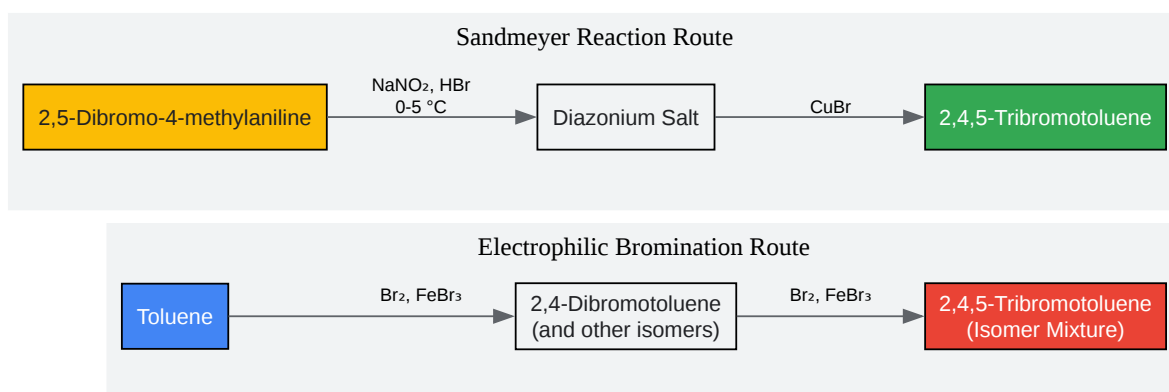 Sandmeyer Reaction Route
NaNO₂, HBr
0-5 °C
2,5-Dibromo-4-methylaniline
Diazonium Salt
CuBr
2,4,5-Tribromotoluene
Electrophilic Bromination Route
Toluene
Br₂, FeBr₃
2,4-Dibromotoluene
(and other isomers)
Br₂, FeBr₃
2,4,5-Tribromotoluene
(Isomer Mixture)